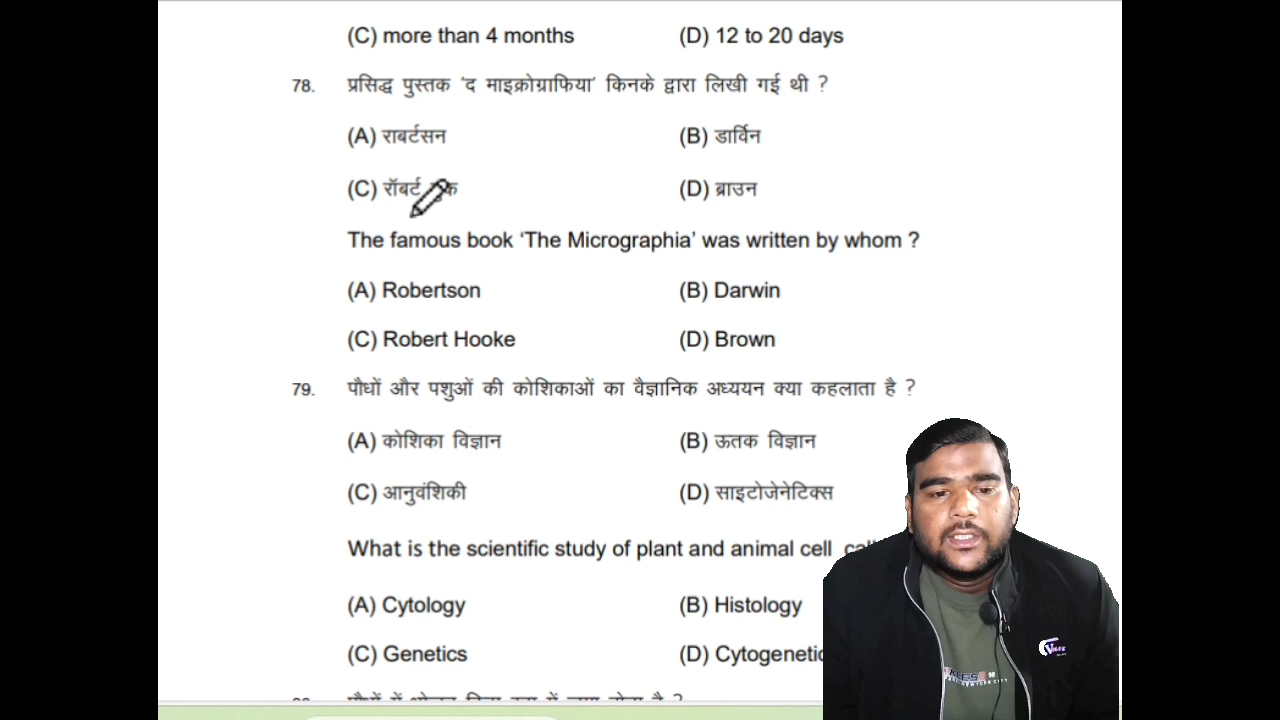 (C) more than 4 months (D) 12 to 20 days
78. प्रसिद्ध पुस्तक ‘द माइक्रोग्राफिया’ किनके द्वारा लिखी गई थी ?
(A) राबर्टसन (B) डार्विन
(C) रॉबर्ट (D) ब्राउन
The famous book ‘The Micrographia’ was written by whom ?
(A) Robertson (B) Darwin
(C) Robert Hooke (D) Brown
79. पौधों और पशुओं की कोशिकाओं का वैज्ञानिक अध्ययन क्या कहलाता है ?
(A) कोशिका विज्ञान (B) ऊतक विज्ञान
(C) आनुवंशिकी (D) साइटोजेनेटिक्स
What is the scientific study of plant and animal cell
(A) Cytology (B) Histology
(C) Genetics (D)